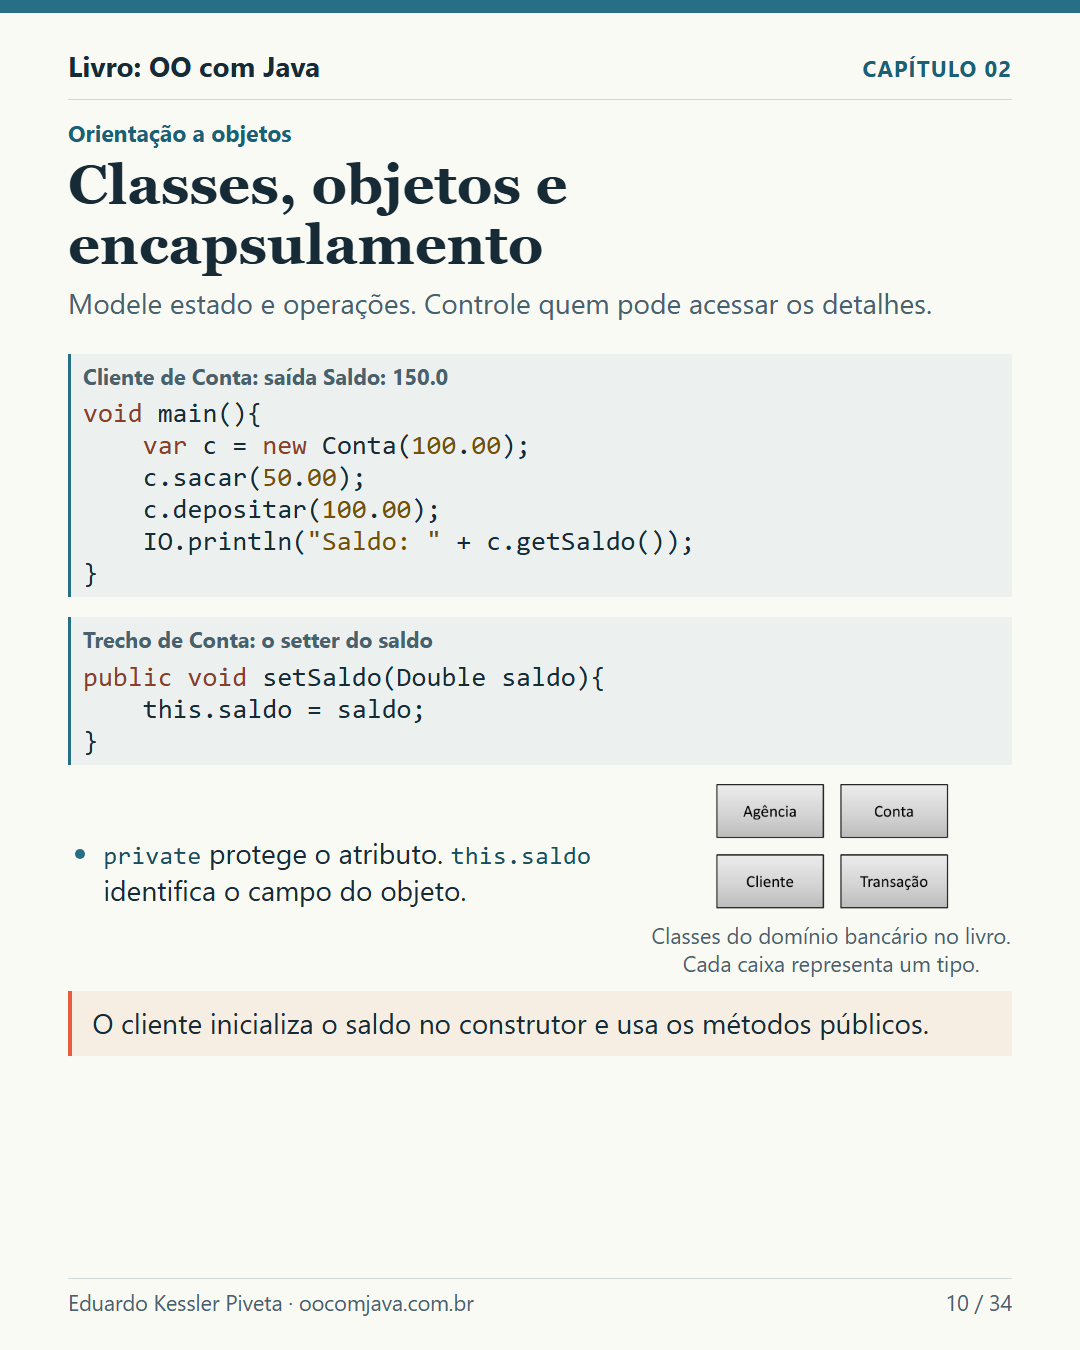 Livro: OO com Java
CAPÍTULO 02
Orientação a objetos
Classes, objetos e
encapsulamento
Modele estado e operações. Controle quem pode acessar os detalhes.
Cliente de Conta: saída Saldo: 150.0
void main(){
    var c = new Conta(100.00);
    c.sacar(50.00);
    c.depositar(100.00);
    IO.println("Saldo: " + c.getSaldo());
}
Trecho de Conta: o setter do saldo
public void setSaldo(Double saldo){
    this.saldo = saldo;
}
• private protege o atributo. this.saldo
identifica o campo do objeto.
Agência
Conta
Cliente
Transação
Classes do domínio bancário no livro.
Cada caixa representa um tipo.
O cliente inicializa o saldo no construtor e usa os métodos públicos.
Eduardo Kessler Piveta · oocomjava.com.br
10 / 34